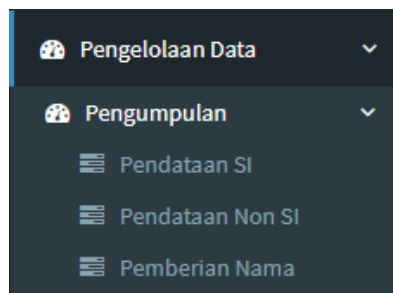 Pengelolaan Data
Pengumpulan
Pendataan SI
Pendataan Non SI
Pemberian Nama